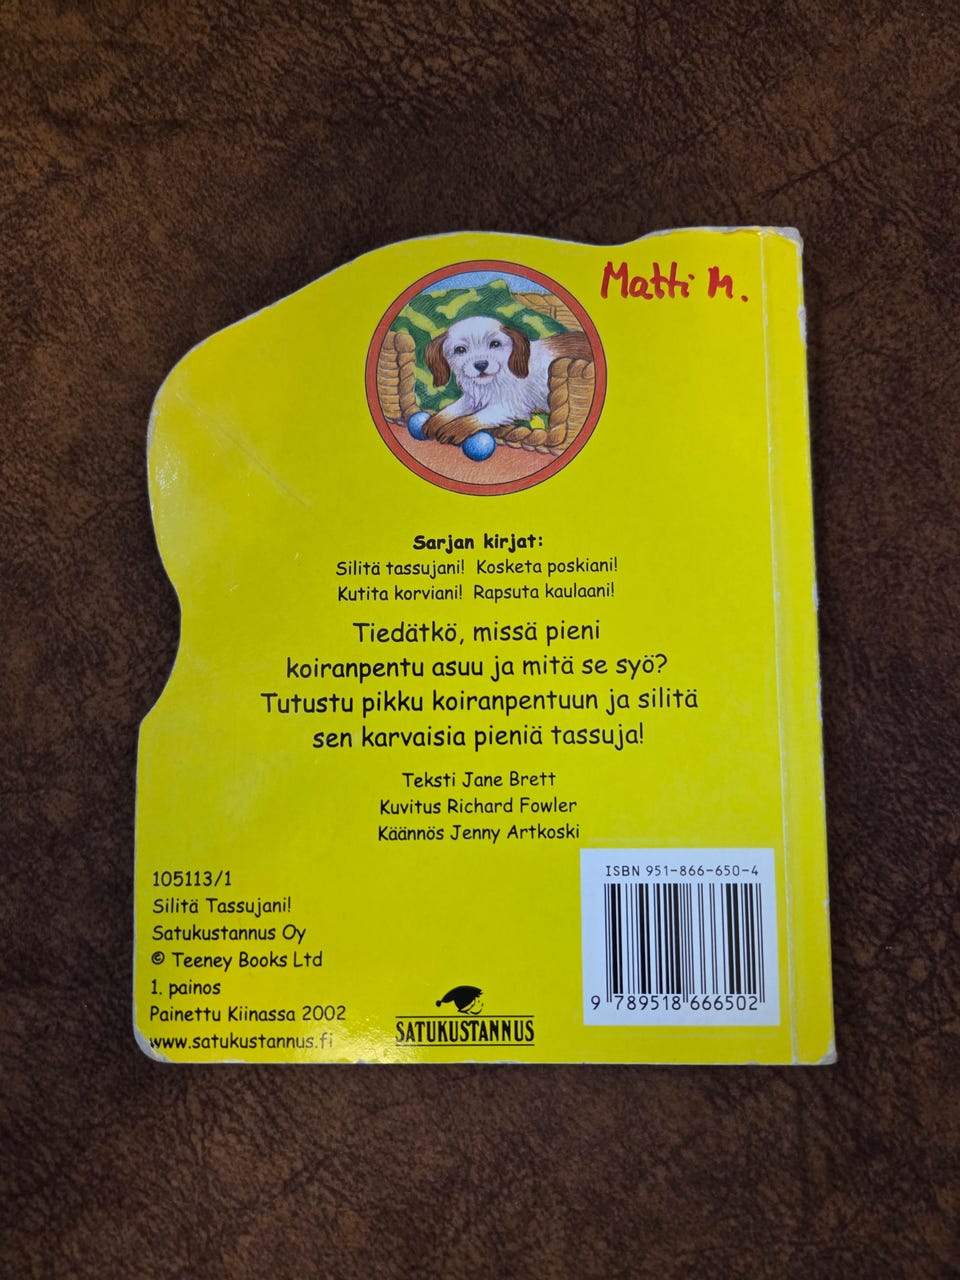 Matti M.
Sarjan kirjat:
Silitä tassujani! Kosketa poskiani!
Kutita korviani! Rapsuta kaulaani!
Tiedätkö, missä pieni
koiranpentu asuu ja mitä se syö?
Tutustu pikku koiranpentuun ja silitä
sen karvaisia pieniä tassuja!
Teksti Jane Brett
Kuvitus Richard Fowler
Käännös Jenny Artkoski
105113/1
Silitä Tassujani!
Satukustannus Oy
© Teeney Books Ltd
1. painos
Painettu Kiinassa 2002
www.satukustannus.fi
SATUKUSTANNUS
ISBN 951-866-650-4
9 789518 666502